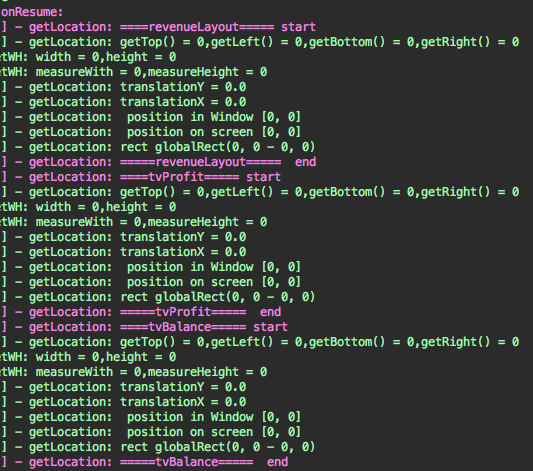 onResume:
] - getLocation: ====revenueLayout===== start
] - getLocation: getTop() = 0,getLeft() = 0,getBottom() = 0,getRight() = 0
etWH: width = 0,height = 0
etWH: measureWith = 0,measureHeight = 0
] - getLocation: translationY = 0.0
] - getLocation: translationX = 0.0
] - getLocation:  position in Window [0, 0]
] - getLocation:  position on screen [0, 0]
] - getLocation: rect globalRect(0, 0 - 0, 0)
] - getLocation: =====revenueLayout=====  end
] - getLocation: ====tvProfit===== start
] - getLocation: getTop() = 0,getLeft() = 0,getBottom() = 0,getRight() = 0
etWH: width = 0,height = 0
etWH: measureWith = 0,measureHeight = 0
] - getLocation: translationY = 0.0
] - getLocation: translationX = 0.0
] - getLocation:  position in Window [0, 0]
] - getLocation:  position on screen [0, 0]
] - getLocation: rect globalRect(0, 0 - 0, 0)
] - getLocation: =====tvProfit=====  end
] - getLocation: ====tvBalance===== start
] - getLocation: getTop() = 0,getLeft() = 0,getBottom() = 0,getRight() = 0
etWH: width = 0,height = 0
etWH: measureWith = 0,measureHeight = 0
] - getLocation: translationY = 0.0
] - getLocation: translationX = 0.0
] - getLocation:  position in Window [0, 0]
] - getLocation:  position on screen [0, 0]
] - getLocation: rect globalRect(0, 0 - 0, 0)
] - getLocation: =====tvBalance=====  end